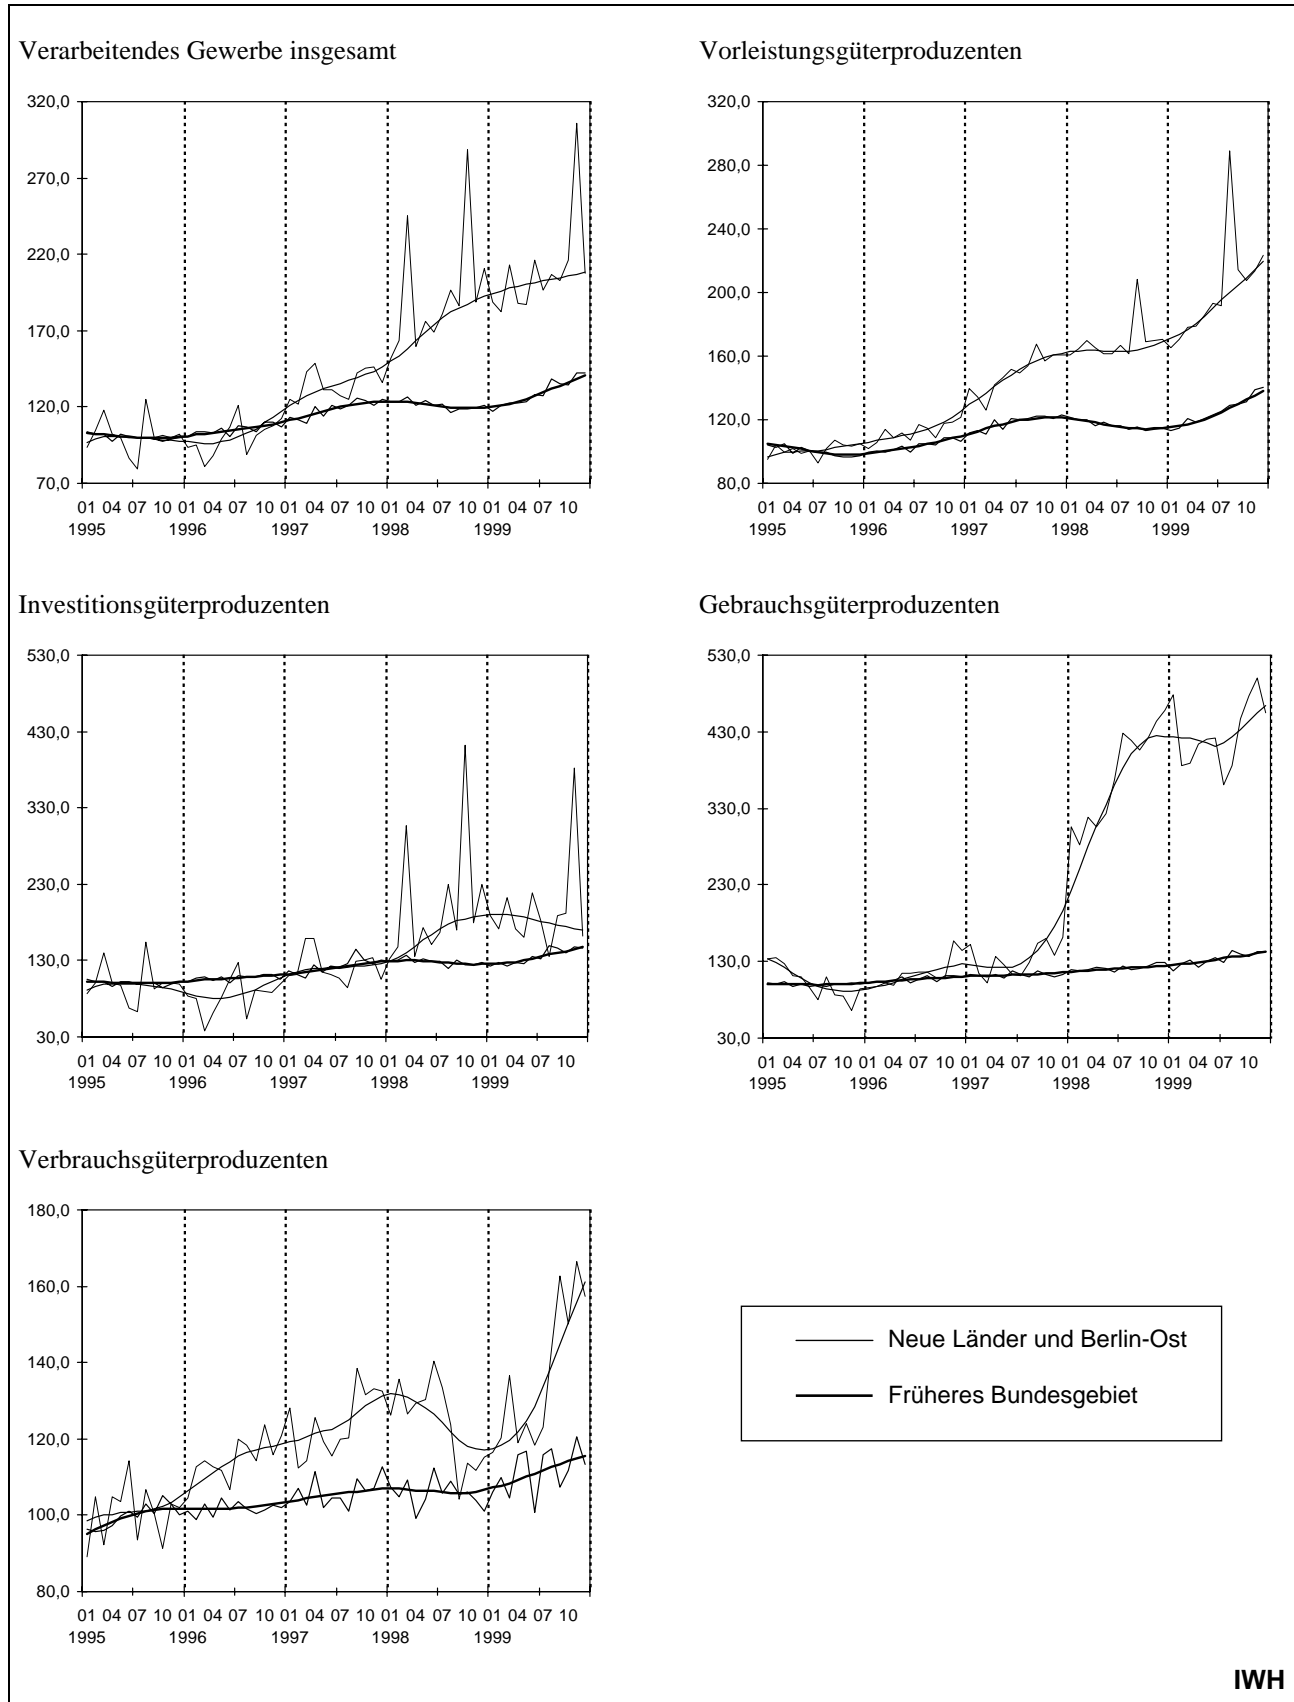 Verarbeitendes Gewerbe insgesamt
320,0
270,0
220,0
170,0
120,0
70,0
01 04 07 10 01 04 07 10 01 04 07 10 01 04 07 10 01 04 07 10
1995 1996 1997 1998 1999
Vorleistungsgüterproduzenten
320,0
280,0
240,0
200,0
160,0
120,0
80,0
01 04 07 10 01 04 07 10 01 04 07 10 01 04 07 10 01 04 07 10
1995 1996 1997 1998 1999
Investitionsgüterproduzenten
530,0
430,0
330,0
230,0
130,0
30,0
01 04 07 10 01 04 07 10 01 04 07 10 01 04 07 10 01 04 07 10
1995 1996 1997 1998 1999
Gebrauchsgüterproduzenten
530,0
430,0
330,0
230,0
130,0
30,0
01 04 07 10 01 04 07 10 01 04 07 10 01 04 07 10 01 04 07 10
1995 1996 1997 1998 1999
Verbrauchsgüterproduzenten
180,0
160,0
140,0
120,0
100,0
80,0
01 04 07 10 01 04 07 10 01 04 07 10 01 04 07 10 01 04 07 10
1995 1996 1997 1998 1999
Neue Länder und Berlin-Ost
Früheres Bundesgebiet
IWH